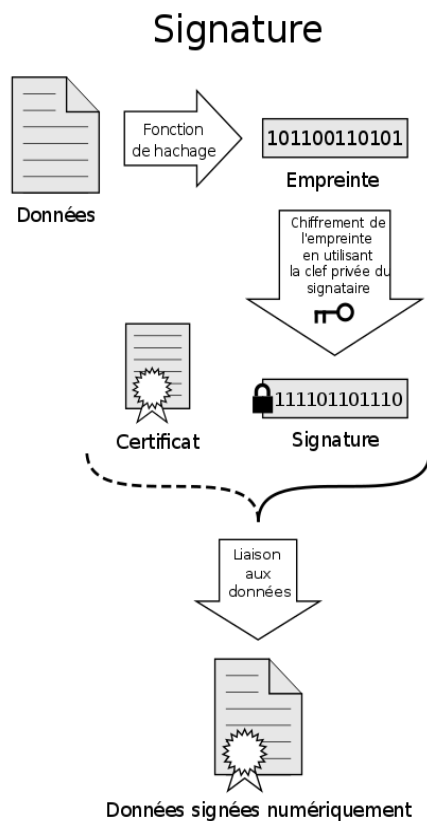 Signature
Fonction
de hachage
101100110101
Empreinte
Données
Chiffrement de
l'empreinte
en utilisant
la clef privée du
signataire
111101101110
Certificat
Signature
Liaison
aux
données
Données signées numériquement